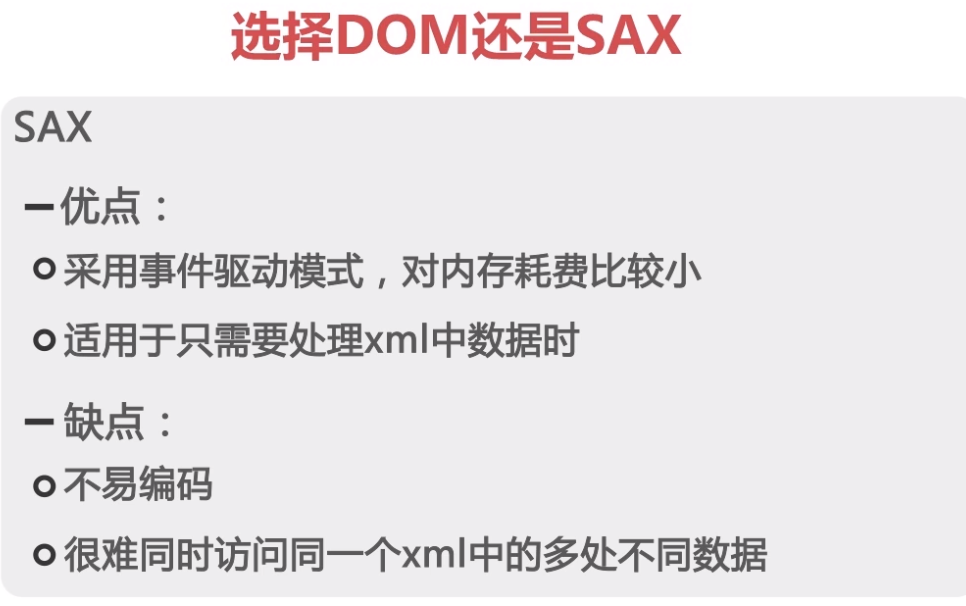 选择DOM还是SAX
SAX
— 优点：
采用事件驱动模式，对内存耗费比较小
适用于只需要处理xml中数据时
— 缺点：
不易编码
很难同时访问同一个xml中的多处不同数据